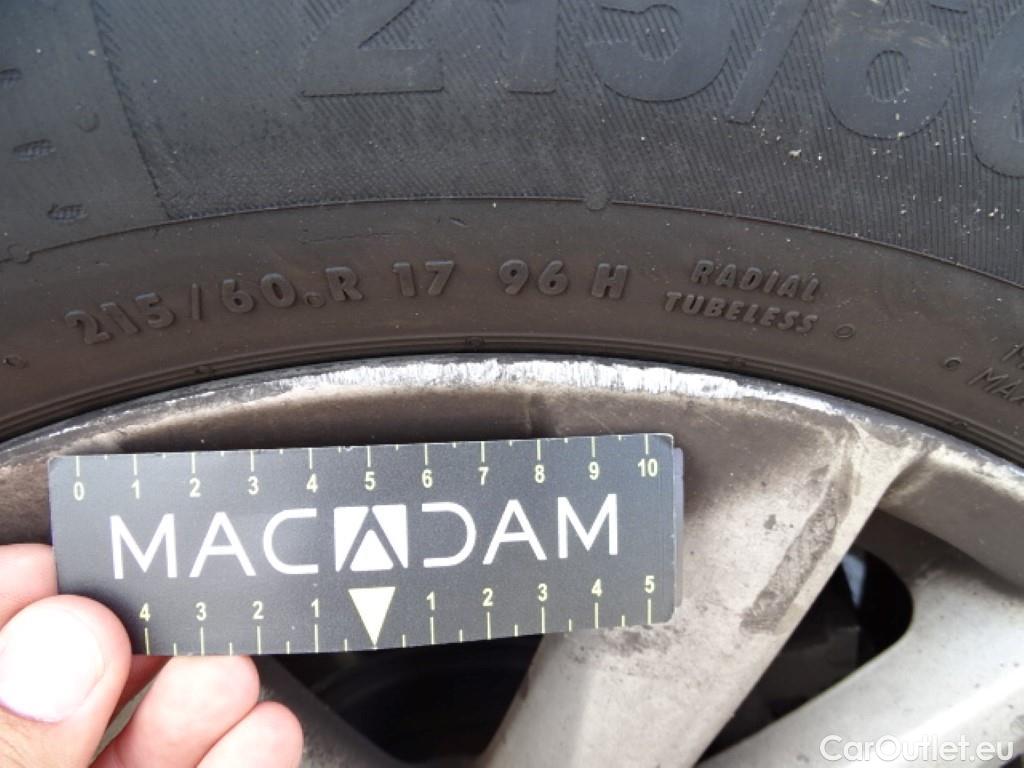 215/60
215/60 R 17 96 H RADIAL
TUBELESS
MAX
0 1 2 3 4 5 6 7 8 9 10
MACADAM
4 3 2 1 1 2 3 4 5
CarOutlet.eu